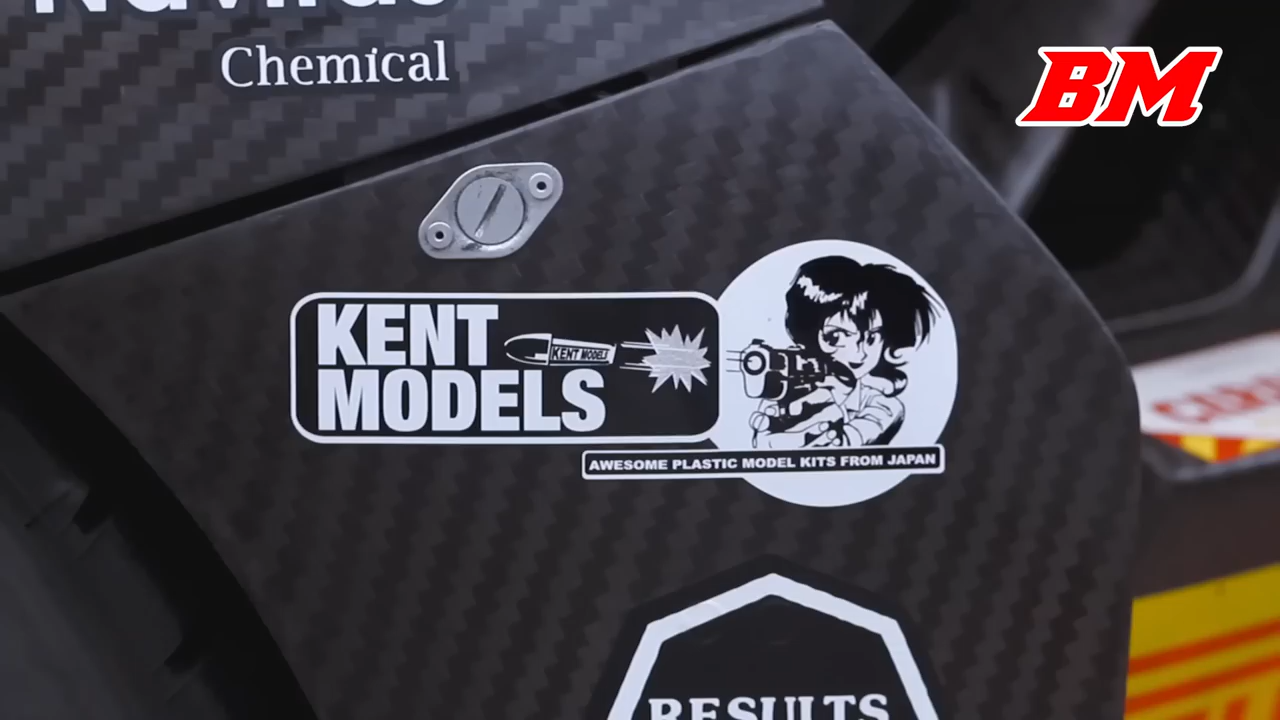 Chemical
BM
KENT
MODELS
KENT MODELS
AWESOME PLASTIC MODEL KITS FROM JAPAN
RESULTS